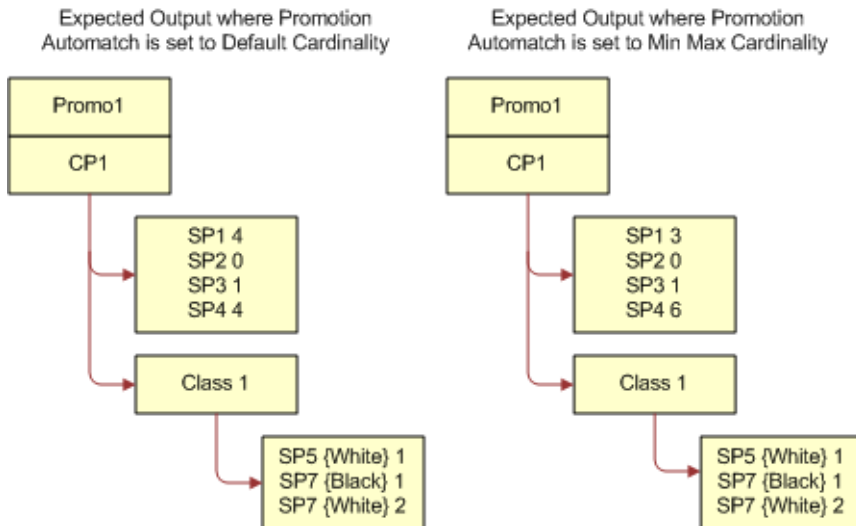 Expected Output where Promotion
Automatch is set to Default Cardinality
Promo1
CP1
SP1 4
SP2 0
SP3 1
SP4 4
Class 1
SP5 {White} 1
SP7 {Black} 1
SP7 {White} 2
Expected Output where Promotion
Automatch is set to Min Max Cardinality
Promo1
CP1
SP1 3
SP2 0
SP3 1
SP4 6
Class 1
SP5 {White} 1
SP7 {Black} 1
SP7 {White} 2